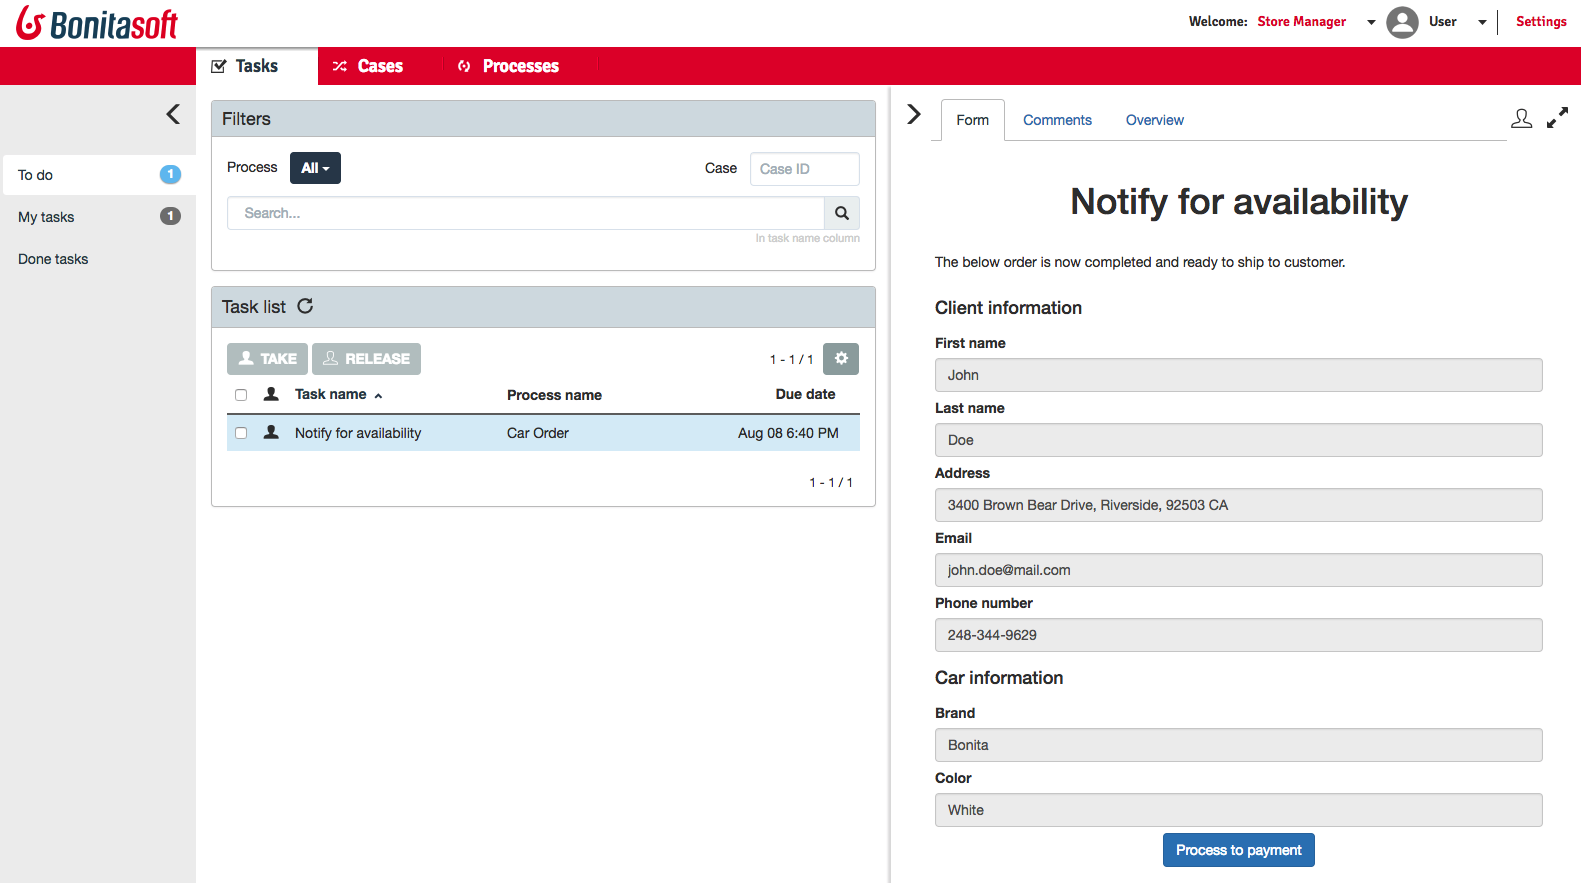 Bonitasoft
Welcome: Store Manager User Settings
Tasks Cases Processes
To do 1
My tasks 1
Done tasks
Filters
Process All Case Case ID
Search...
In task name column
Task list
TAKE RELEASE 1 - 1 / 1
Task name Process name Due date
Notify for availability Car Order Aug 08 6:40 PM
1 - 1 / 1
Form Comments Overview
Notify for availability
The below order is now completed and ready to ship to customer.
Client information
First name
John
Last name
Doe
Address
3400 Brown Bear Drive, Riverside, 92503 CA
Email
john.doe@mail.com
Phone number
248-344-9629
Car information
Brand
Bonita
Color
White
Process to payment